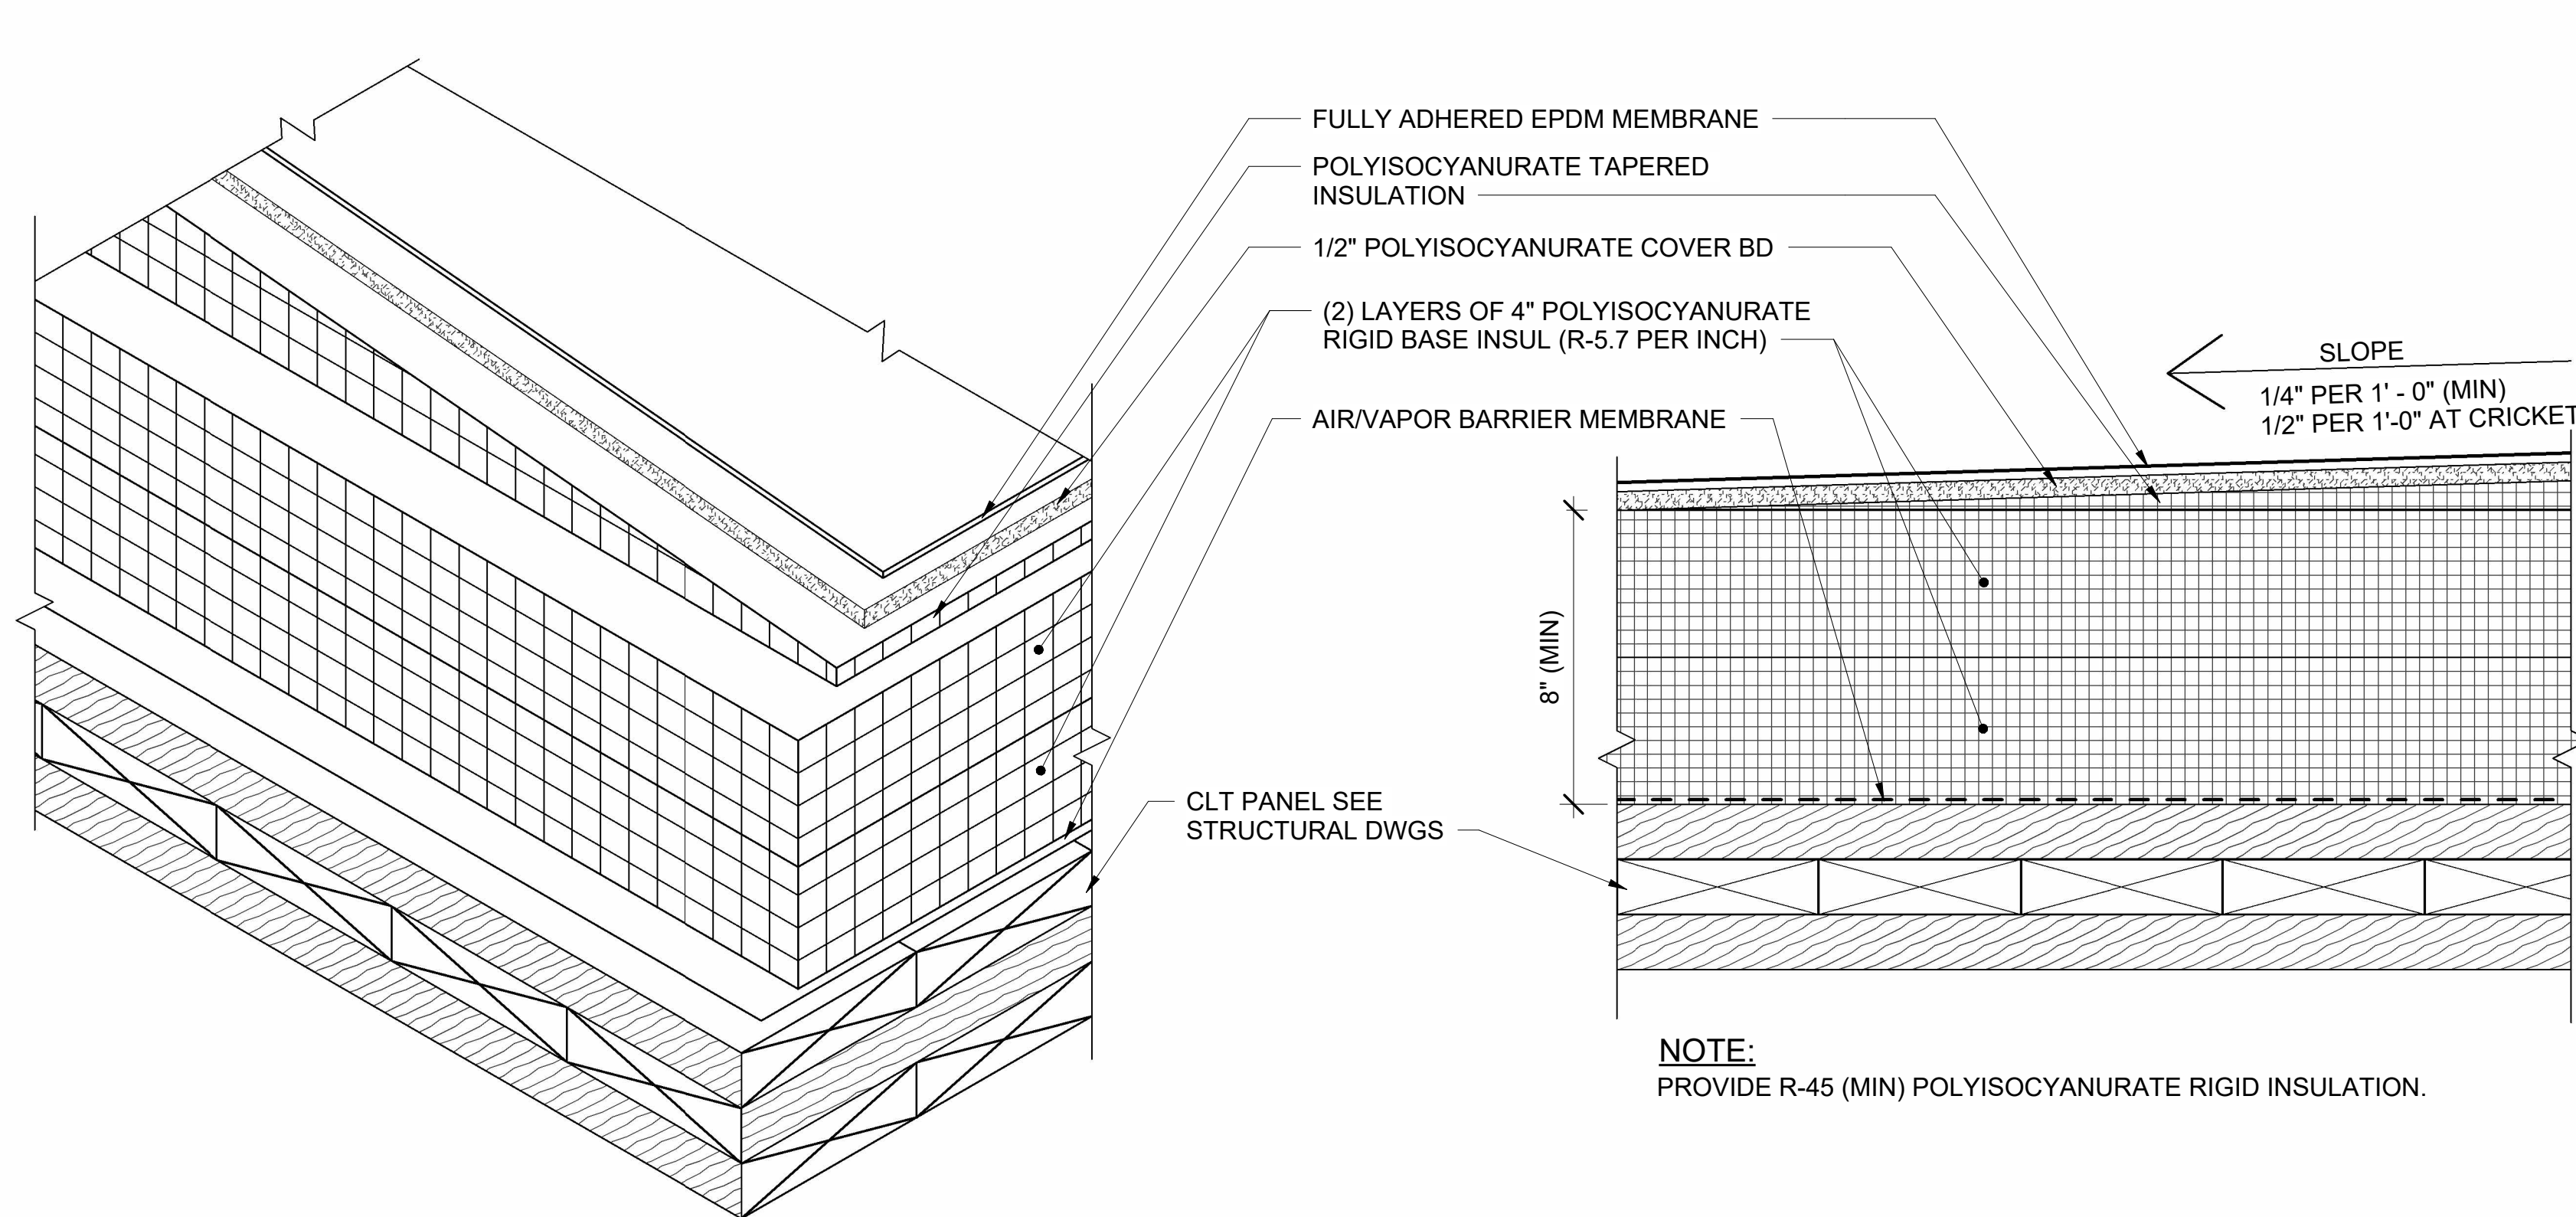 FULLY ADHERED EPDM MEMBRANE
POLYISOCYANURATE TAPERED
INSULATION
1/2" POLYISOCYANURATE COVER BD
(2) LAYERS OF 4" POLYISOCYANURATE
RIGID BASE INSUL (R-5.7 PER INCH)
AIR/VAPOR BARRIER MEMBRANE
SLOPE
1/4" PER 1' - 0" (MIN)
1/2" PER 1'-0" AT CRICKET
8" (MIN)
CLT PANEL SEE
STRUCTURAL DWGS
NOTE:
PROVIDE R-45 (MIN) POLYISOCYANURATE RIGID INSULATION.